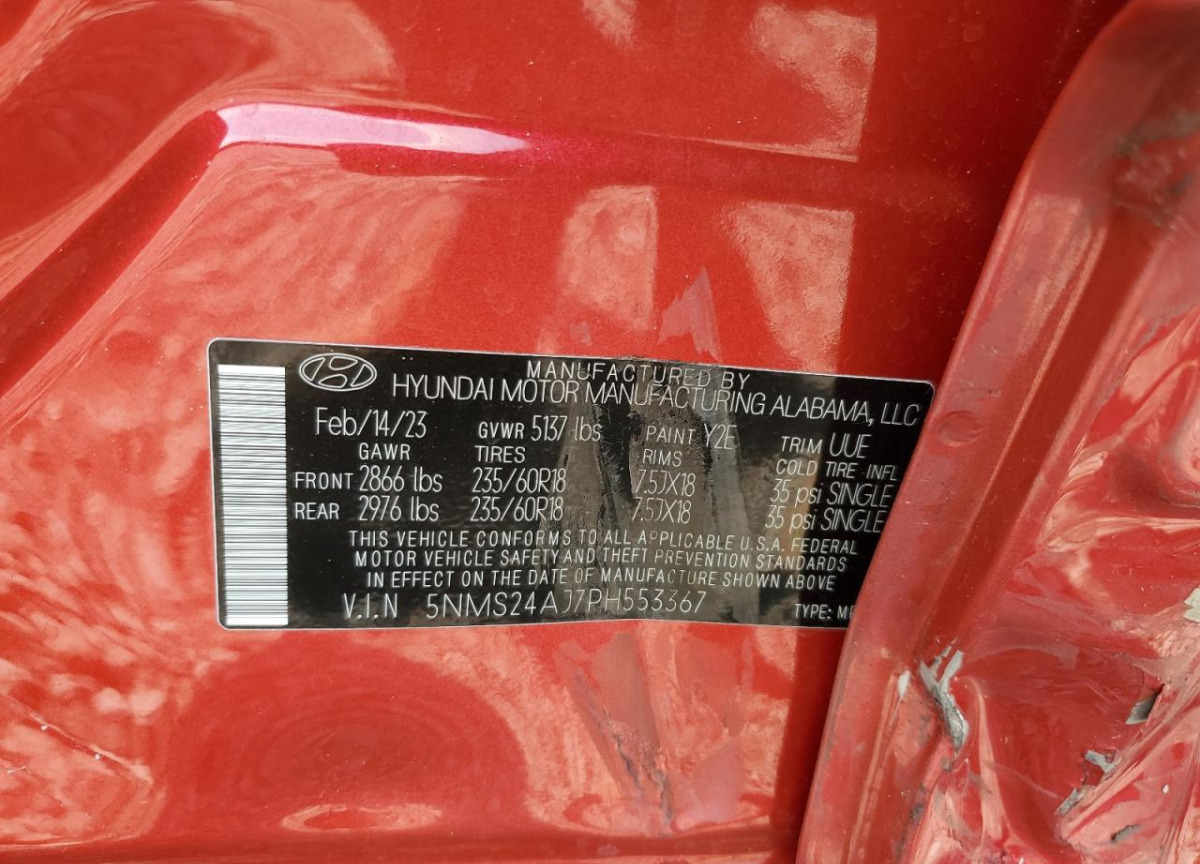 MANUFACTURED BY
HYUNDAI MOTOR MANUFACTURING ALABAMA, LLC
Feb/14/23 GVWR 5137 lbs PAINT Y2E TRIM UUE
GAWR TIRES RIMS COLD TIRE INFL
FRONT 2866 lbs 235/60R18 7.5JX18 35 psi SINGLE
REAR 2976 lbs 235/60R18 7.5JX18 35 psi SINGLE
THIS VEHICLE CONFORMS TO ALL APPLICABLE U.S.A. FEDERAL
MOTOR VEHICLE SAFETY AND THEFT PREVENTION STANDARDS
IN EFFECT ON THE DATE OF MANUFACTURE SHOWN ABOVE
V.I.N 5NMS24AJ7PH553367 TYPE: